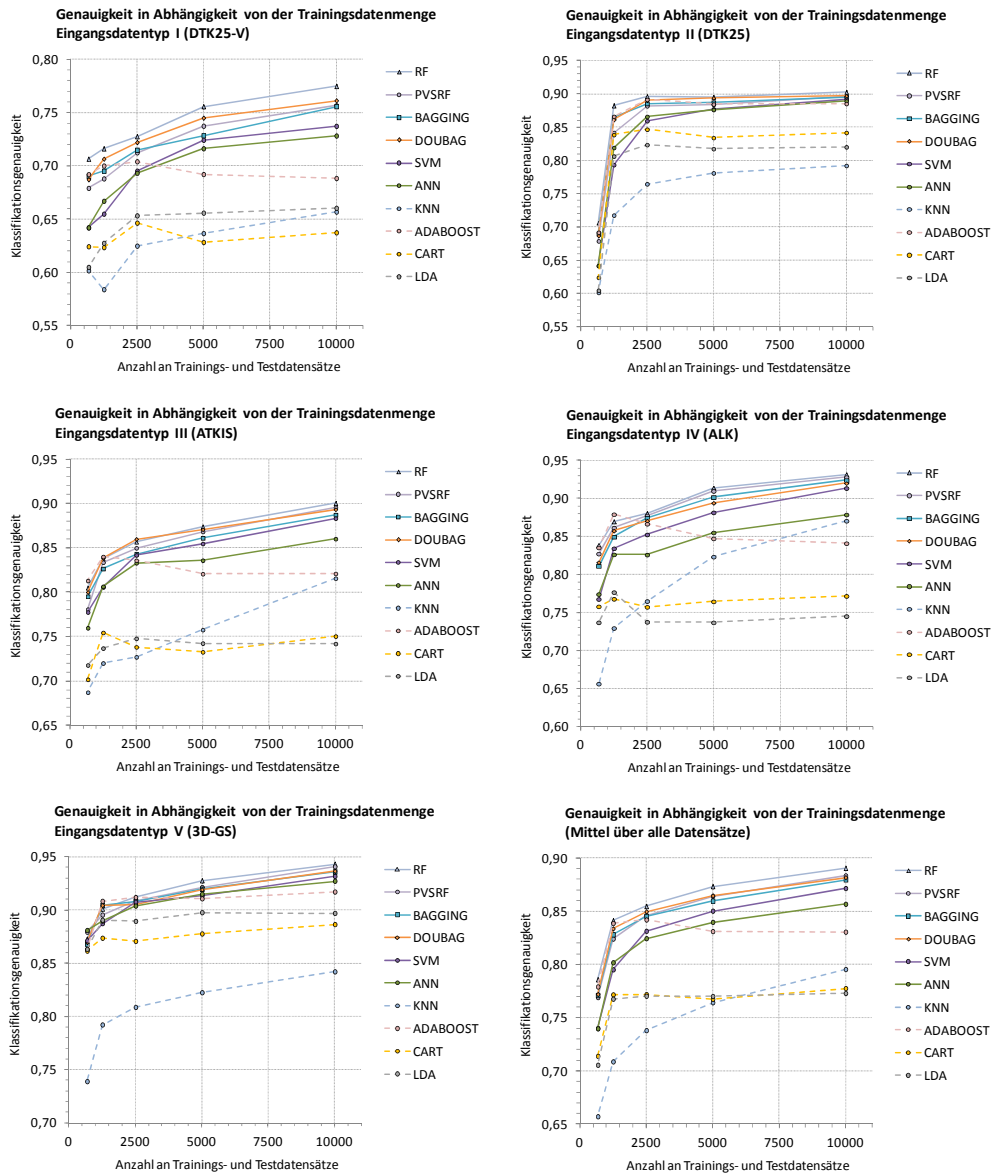 Genauigkeit in Abhängigkeit von der Trainingsdatenmenge
Eingangsdatentyp I (DTK25-V)
Klassifikationsgenauigkeit
0,80
0,75
0,70
0,65
0,60
0,55
0 2500 5000 7500 10000
Anzahl an Trainings- und Testdatensätze
RF
PVSRF
BAGGING
DOUBAG
SVM
ANN
KNN
ADABOOST
CART
LDA
Genauigkeit in Abhängigkeit von der Trainingsdatenmenge
Eingangsdatentyp II (DTK25)
Klassifikationsgenauigkeit
0,95
0,90
0,85
0,80
0,75
0,70
0,65
0,60
0,55
0 2500 5000 7500 10000
Anzahl an Trainings- und Testdatensätze
RF
PVSRF
BAGGING
DOUBAG
SVM
ANN
KNN
ADABOOST
CART
LDA
Genauigkeit in Abhängigkeit von der Trainingsdatenmenge
Eingangsdatentyp III (ATKIS)
Klassifikationsgenauigkeit
0,95
0,90
0,85
0,80
0,75
0,70
0,65
0 2500 5000 7500 10000
Anzahl an Trainings- und Testdatensätze
RF
PVSRF
BAGGING
DOUBAG
SVM
ANN
KNN
ADABOOST
CART
LDA
Genauigkeit in Abhängigkeit von der Trainingsdatenmenge
Eingangsdatentyp IV (ALK)
Klassifikationsgenauigkeit
0,95
0,90
0,85
0,80
0,75
0,70
0,65
0,60
0 2500 5000 7500 10000
Anzahl an Trainings- und Testdatensätze
RF
PVSRF
BAGGING
DOUBAG
SVM
ANN
KNN
ADABOOST
CART
LDA
Genauigkeit in Abhängigkeit von der Trainingsdatenmenge
Eingangsdatentyp V (3D-GS)
Klassifikationsgenauigkeit
0,95
0,90
0,85
0,80
0,75
0,70
0 2500 5000 7500 10000
Anzahl an Trainings- und Testdatensätze
RF
PVSRF
BAGGING
DOUBAG
SVM
ANN
KNN
ADABOOST
CART
LDA
Genauigkeit in Abhängigkeit von der Trainingsdatenmenge
(Mittel über alle Datensätze)
Klassifikationsgenauigkeit
0,90
0,85
0,80
0,75
0,70
0,65
0 2500 5000 7500 10000
Anzahl an Trainings- und Testdatensätze
RF
PVSRF
BAGGING
DOUBAG
SVM
ANN
KNN
ADABOOST
CART
LDA